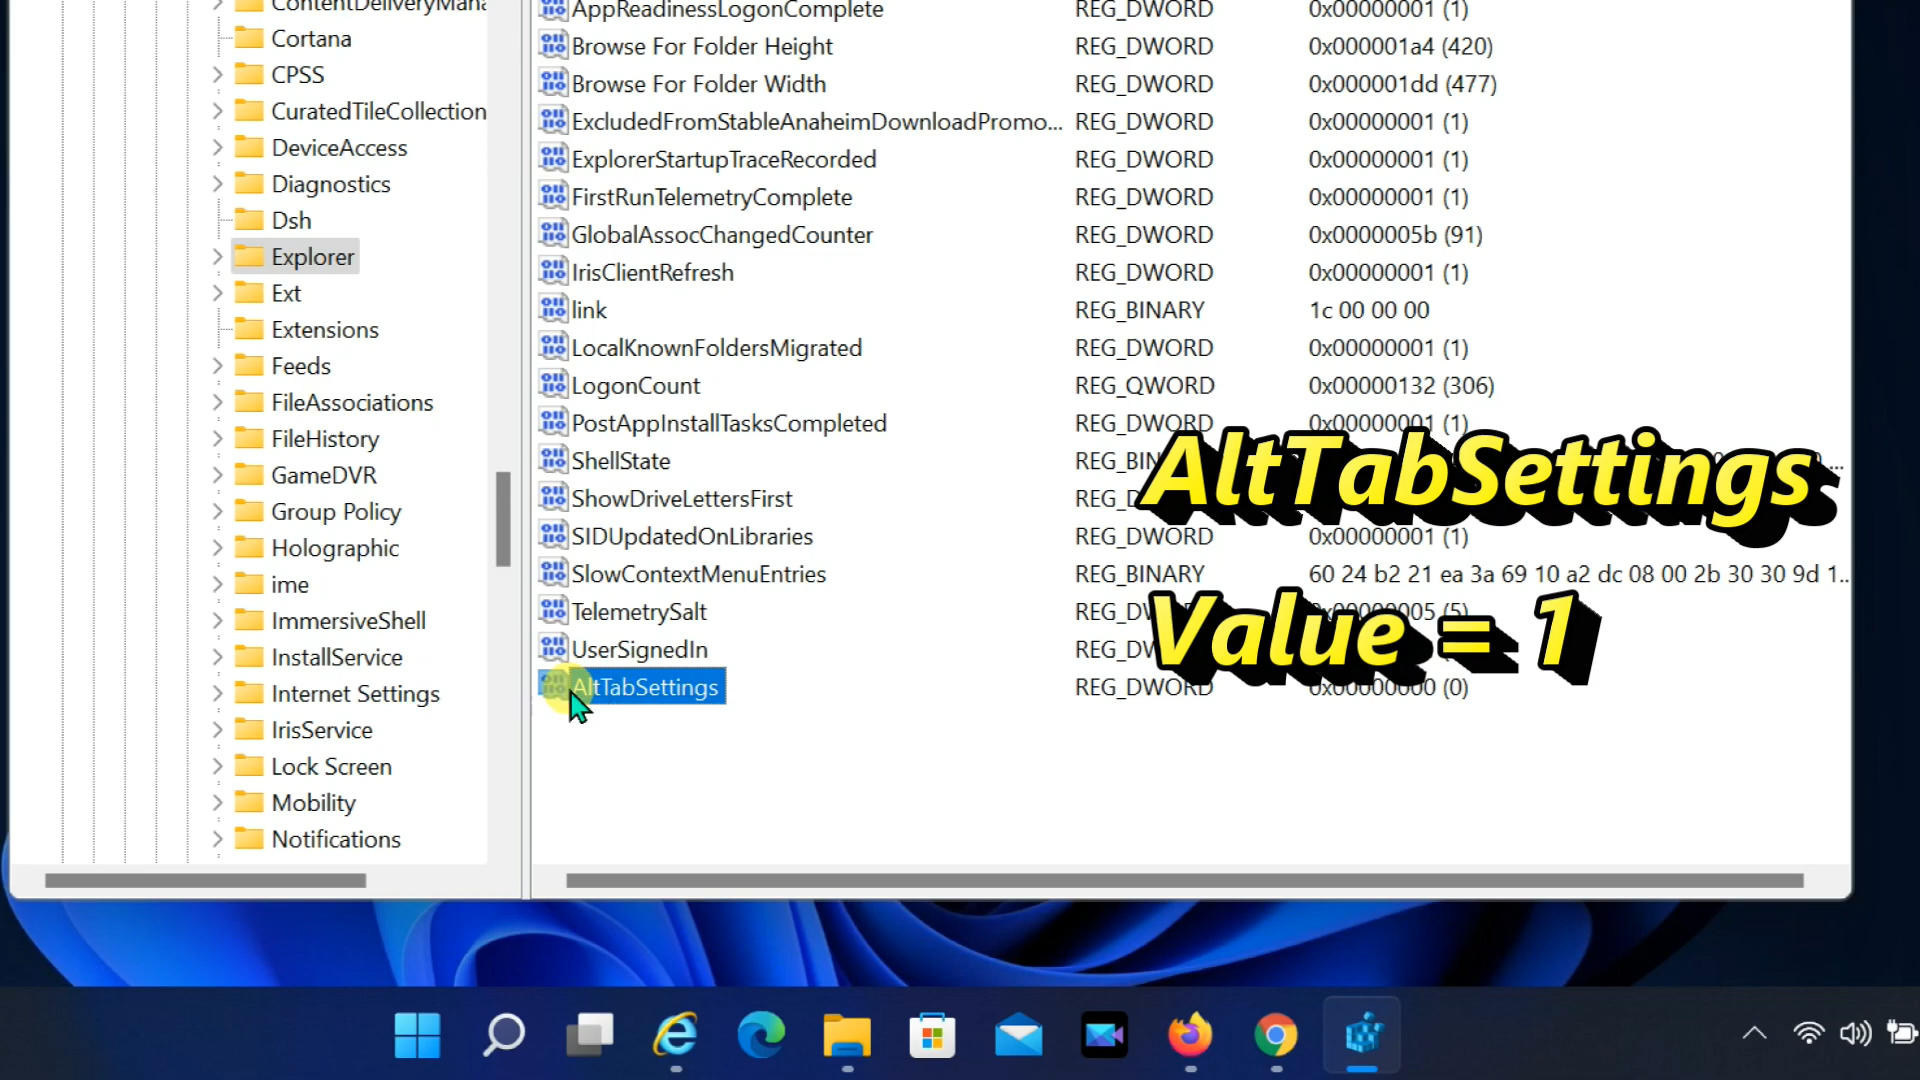 Cortana
CPSS
CuratedTileCollection
DeviceAccess
Diagnostics
Dsh
Explorer
Ext
Extensions
Feeds
FileAssociations
FileHistory
GameDVR
Group Policy
Holographic
ime
ImmersiveShell
InstallService
Internet Settings
IrisService
Lock Screen
Mobility
Notifications
AppReadinessLogonComplete REG_DWORD 0x00000001 (1)
Browse For Folder Height REG_DWORD 0x000001a4 (420)
Browse For Folder Width REG_DWORD 0x000001dd (477)
ExcludedFromStableAnaheimDownloadPromo... REG_DWORD 0x00000001 (1)
ExplorerStartupTraceRecorded REG_DWORD 0x00000001 (1)
FirstRunTelemetryComplete REG_DWORD 0x00000001 (1)
GlobalAssocChangedCounter REG_DWORD 0x0000005b (91)
IrisClientRefresh REG_DWORD 0x00000001 (1)
link REG_BINARY 1c 00 00 00
LocalKnownFoldersMigrated REG_DWORD 0x00000001 (1)
LogonCount REG_QWORD 0x00000132 (306)
PostAppInstallTasksCompleted REG_DWORD 0x00000001 (1)
ShellState
ShowDriveLettersFirst
SIDUpdatedOnLibraries REG_DWORD 0x00000001 (1)
SlowContextMenuEntries REG_BINARY 60 24 b2 21 ea 3a 69 10 a2 dc 08 00 2b 30 30 9d 1...
TelemetrySalt
UserSignedIn
AltTabSettings REG_DWORD 0x00000000 (0)
AltTabSettings
Value = 1